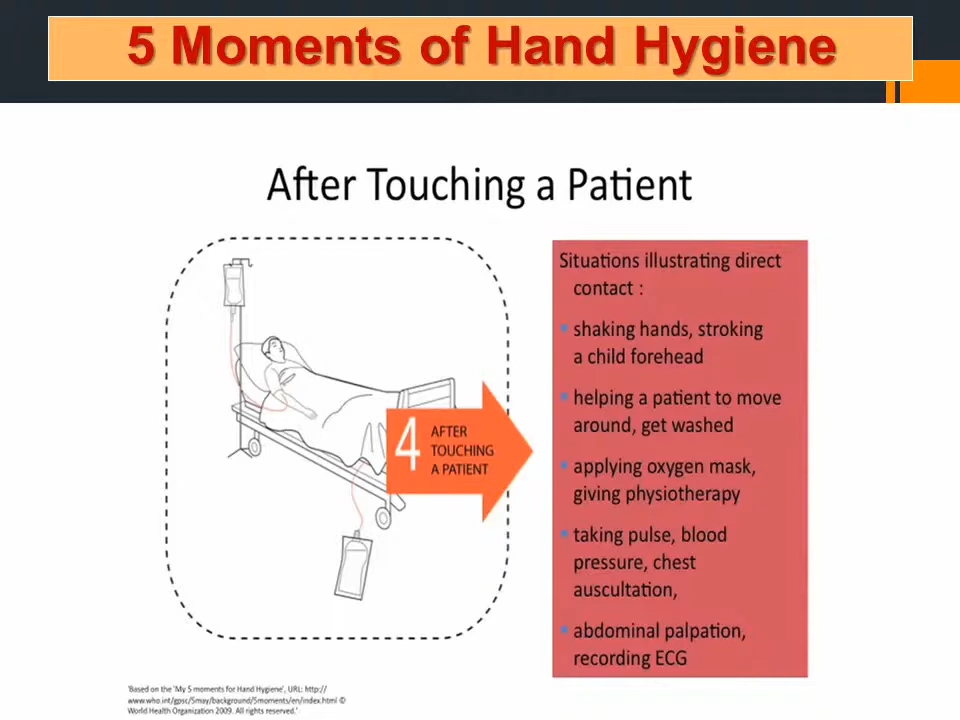 5 Moments of Hand Hygiene
After Touching a Patient
4
AFTER
TOUCHING
A PATIENT
Situations illustrating direct
contact :
▪ shaking hands, stroking
a child forehead
▪ helping a patient to move
around, get washed
▪ applying oxygen mask,
giving physiotherapy
▪ taking pulse, blood
pressure, chest
auscultation,
▪ abdominal palpation,
recording ECG
'Based on the 'My 5 moments for Hand Hygiene', URL: http://
www.who.int/gpsc/5may/background/5moments/en/index.html ©
World Health Organization 2009. All rights reserved.'